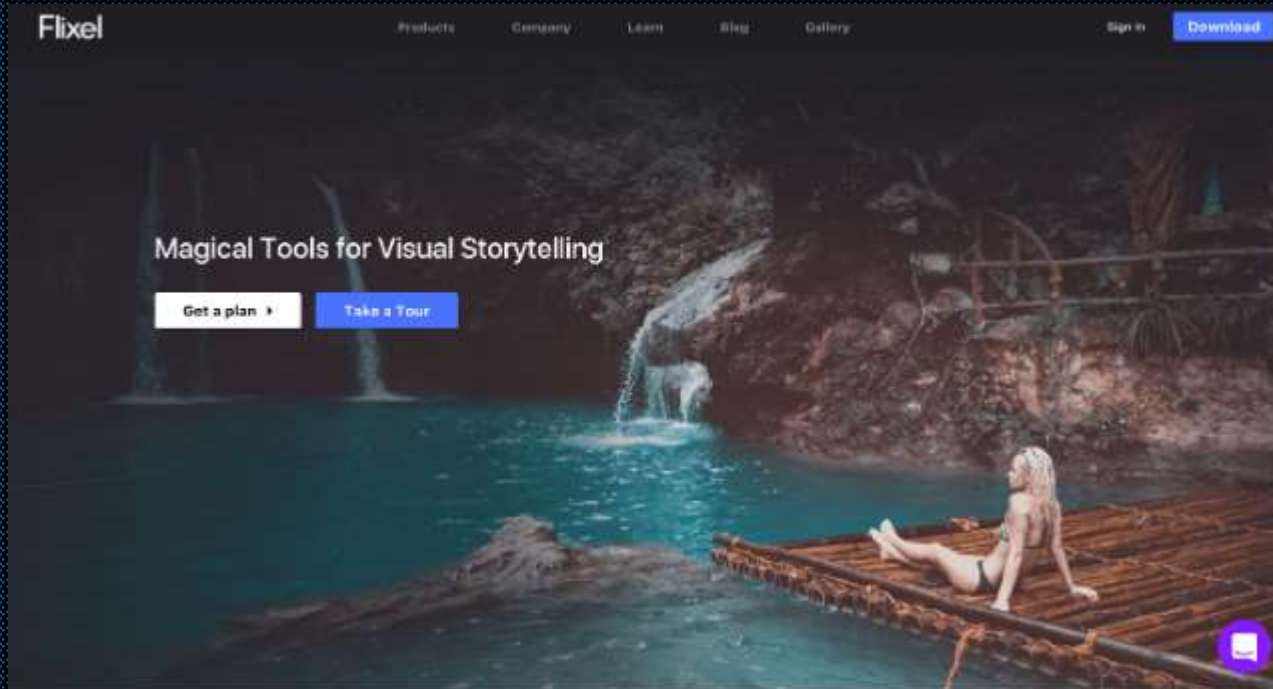 Flixel
Products Company Learn Blog Gallery Sign in Download
Magical Tools for Visual Storytelling
Get a plan Take a Tour